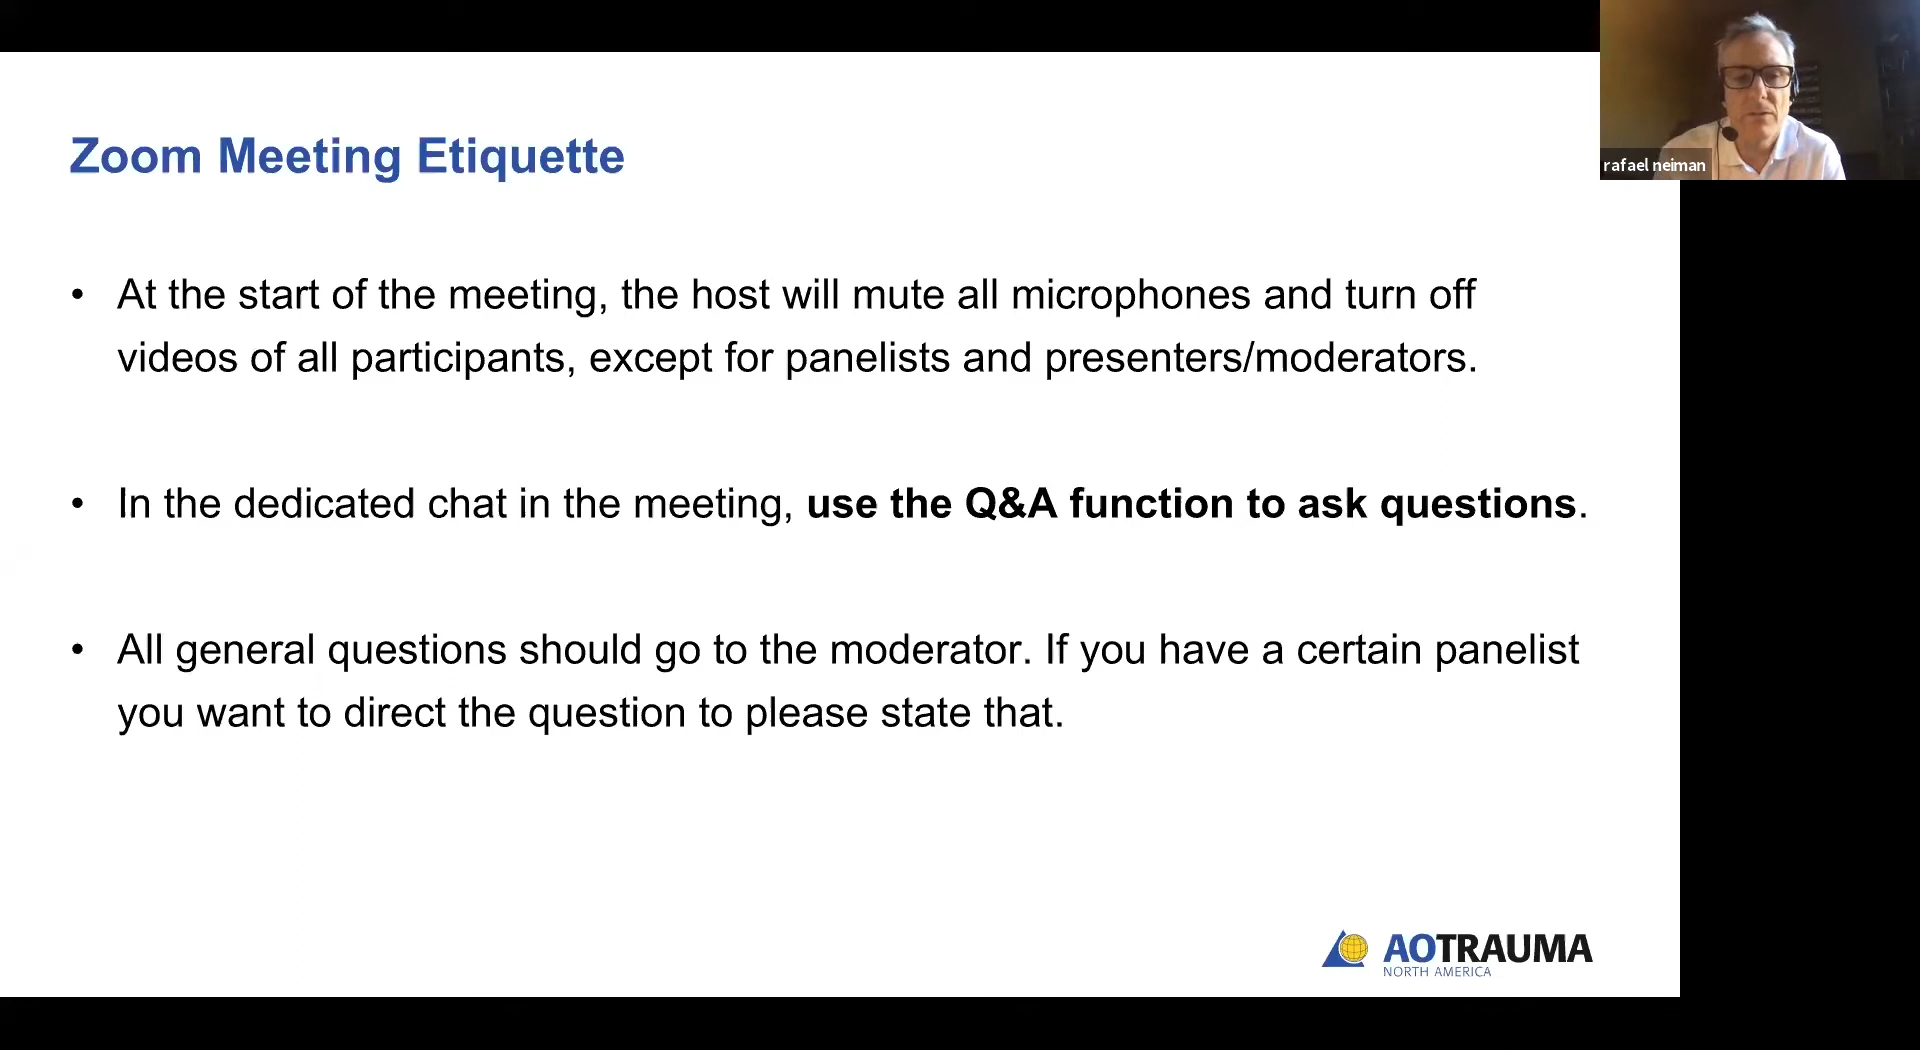 Zoom Meeting Etiquette
• At the start of the meeting, the host will mute all microphones and turn off
videos of all participants, except for panelists and presenters/moderators.
• In the dedicated chat in the meeting, use the Q&A function to ask questions.
• All general questions should go to the moderator. If you have a certain panelist
you want to direct the question to please state that.
AOTRAUMA
NORTH AMERICA
rafael neiman